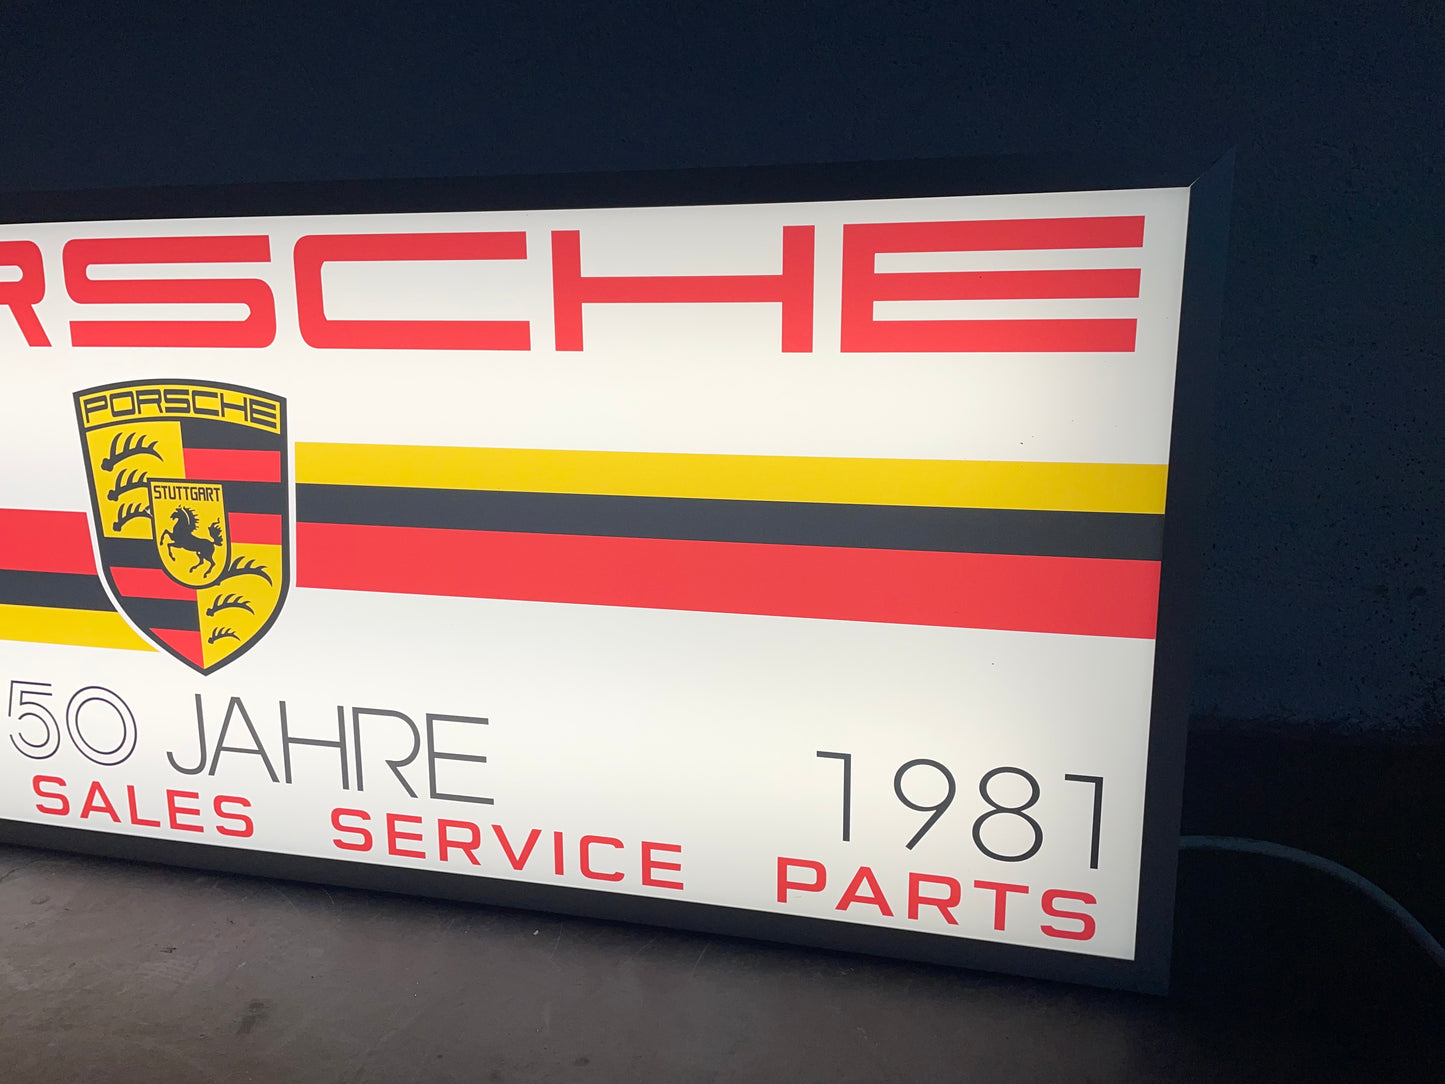 RSCHE
PORSCHE
STUTTGART
50 JAHRE 1981
SALES SERVICE PARTS